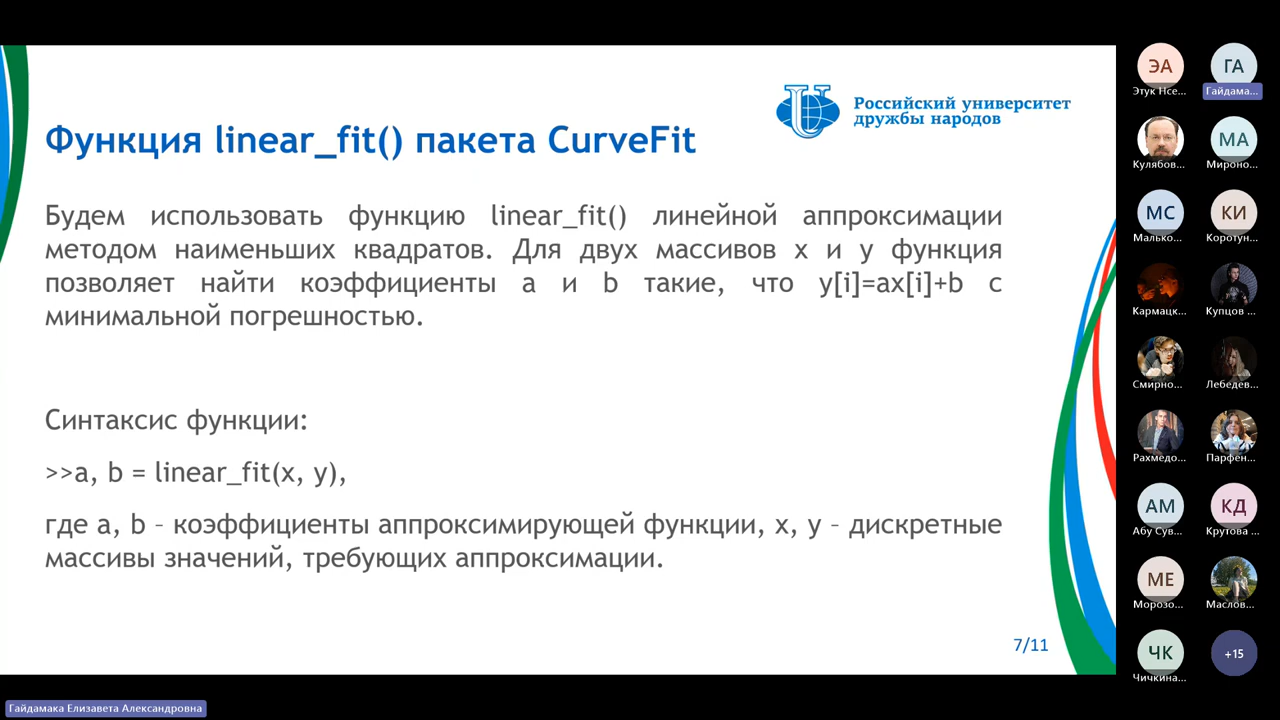 Российский университет
дружбы народов
Функция linear_fit() пакета CurveFit
Будем использовать функцию linear_fit() линейной аппроксимации
методом наименьших квадратов. Для двух массивов x и y функция
позволяет найти коэффициенты a и b такие, что y[i]=ax[i]+b с
минимальной погрешностью.
Синтаксис функции:
>>a, b = linear_fit(x, y),
где a, b – коэффициенты аппроксимирующей функции, x, y – дискретные
массивы значений, требующих аппроксимации.
7/11
ЭА
Этук Нсе...
ГА
Гайдама...
Кулябов...
МА
Мироно...
МС
Малько...
КИ
Коротун...
Кармацк...
Купцов ...
Смирно...
Лебедев...
Рахмедо...
Парфен...
АМ
Абу Сув...
КД
Крутова ...
МЕ
Морозо...
Маслов...
ЧК
Чичкина...
+15
Гайдамака Елизавета Александровна